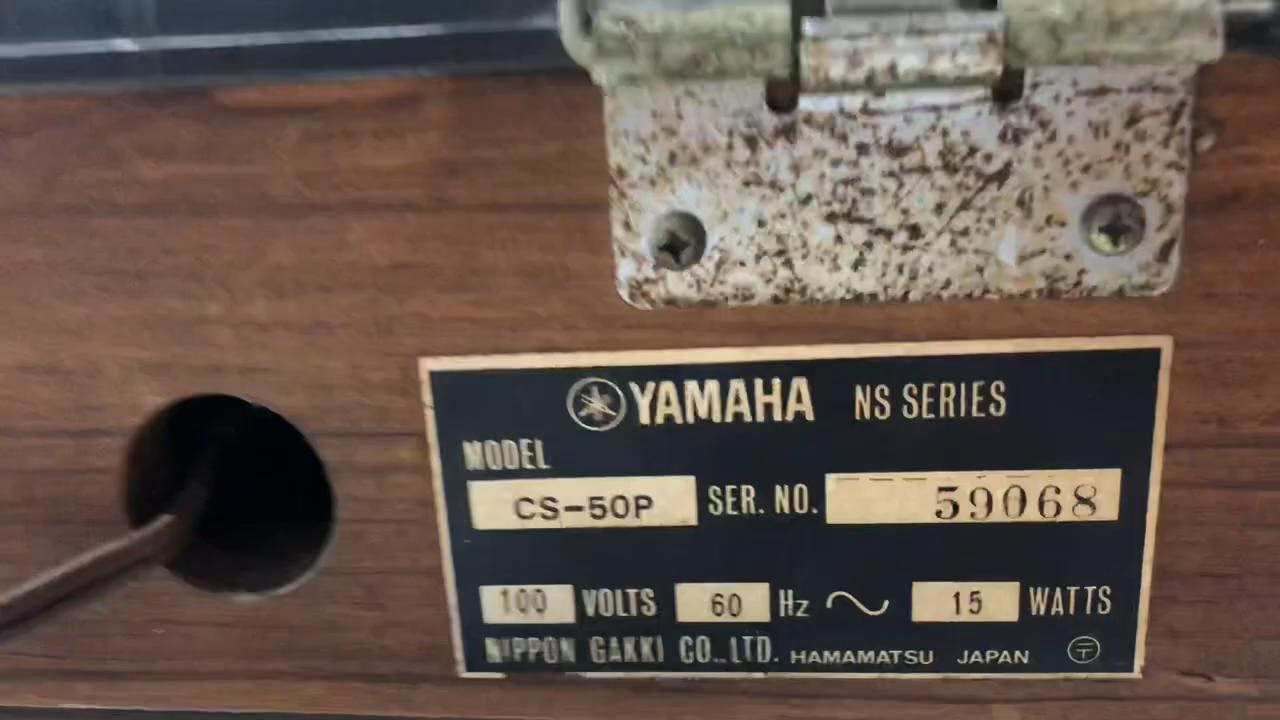 YAMAHA NS SERIES
MODEL
CS-50P SER. NO. 59068
100 VOLTS 60 Hz 15 WATTS
NIPPON GAKKI CO., LTD. HAMAMATSU JAPAN